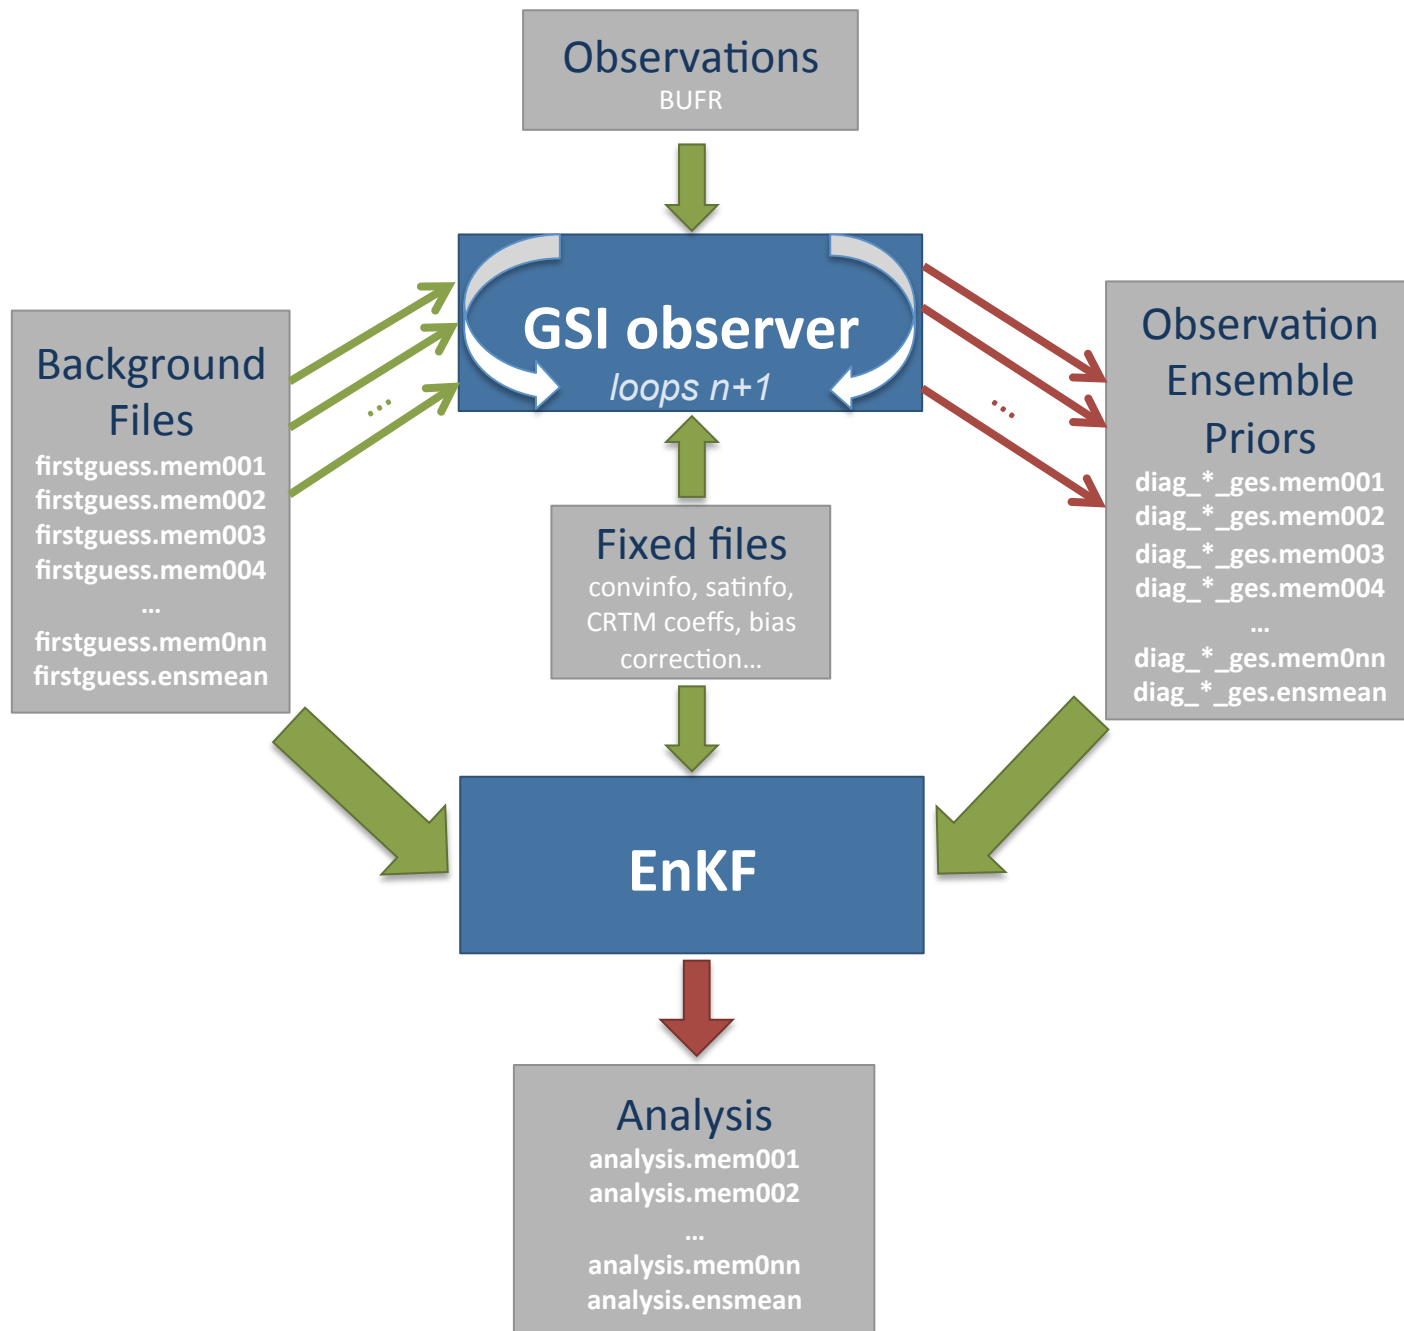 Observations
BUFR
GSI observer
loops n+1
Background
Files
firstguess.mem001
firstguess.mem002
firstguess.mem003
firstguess.mem004
...
firstguess.mem0nn
firstguess.ensmean
...
...
Observation
Ensemble
Priors
diag_*_ges.mem001
diag_*_ges.mem002
diag_*_ges.mem003
diag_*_ges.mem004
...
diag_*_ges.mem0nn
diag_*_ges.ensmean
Fixed files
convinfo, satinfo,
CRTM coeffs, bias
correction...
EnKF
Analysis
analysis.mem001
analysis.mem002
...
analysis.mem0nn
analysis.ensmean